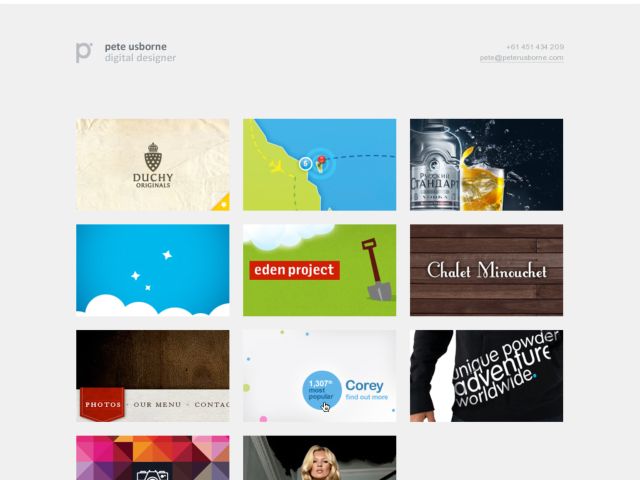 pete usborne
digital designer
+61 451 434 209
pete@peterusborne.com
DUCHY
ORIGINALS
6
РУССКИЙ
СТАНДАРТ
VODKA
eden project
Chalet Minouchet
PHOTOS · OUR MENU · CONTAC
1,307th
most
popular
Corey
find out more
unique powder
adventure
worldwide.